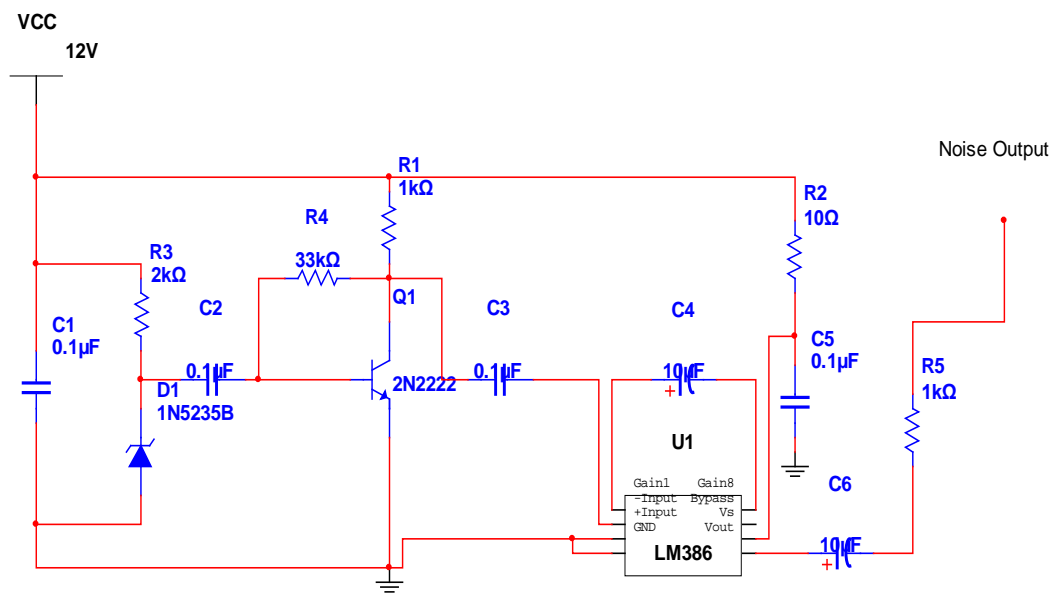 VCC
12V
Noise Output
R1
1kΩ
R2
10Ω
R4
33kΩ
R3
2kΩ
Q1
C2
C3
C4
C1
0.1µF
C5
0.1µF
R5
1kΩ
0.1µF
2N2222
0.1µF
10µF
D1
1N5235B
U1
Gain1 Gain8
-Input Bypass
+Input Vs
GND Vout
LM386
C6
10µF
+
+